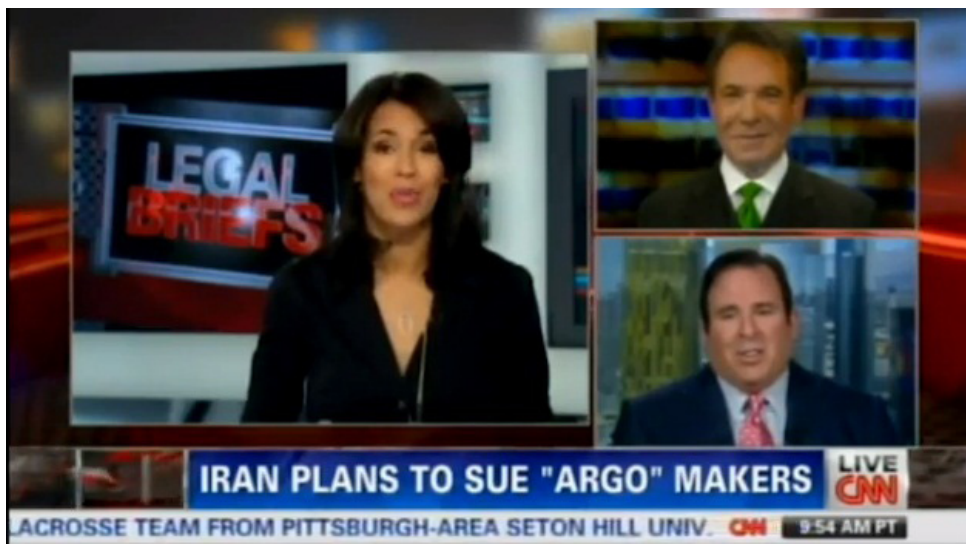 LEGAL
BRIEFS
IRAN PLANS TO SUE "ARGO" MAKERS
LIVE
CNN
LACROSSE TEAM FROM PITTSBURGH-AREA SETON HILL UNIV. CNN 9:54 AM PT